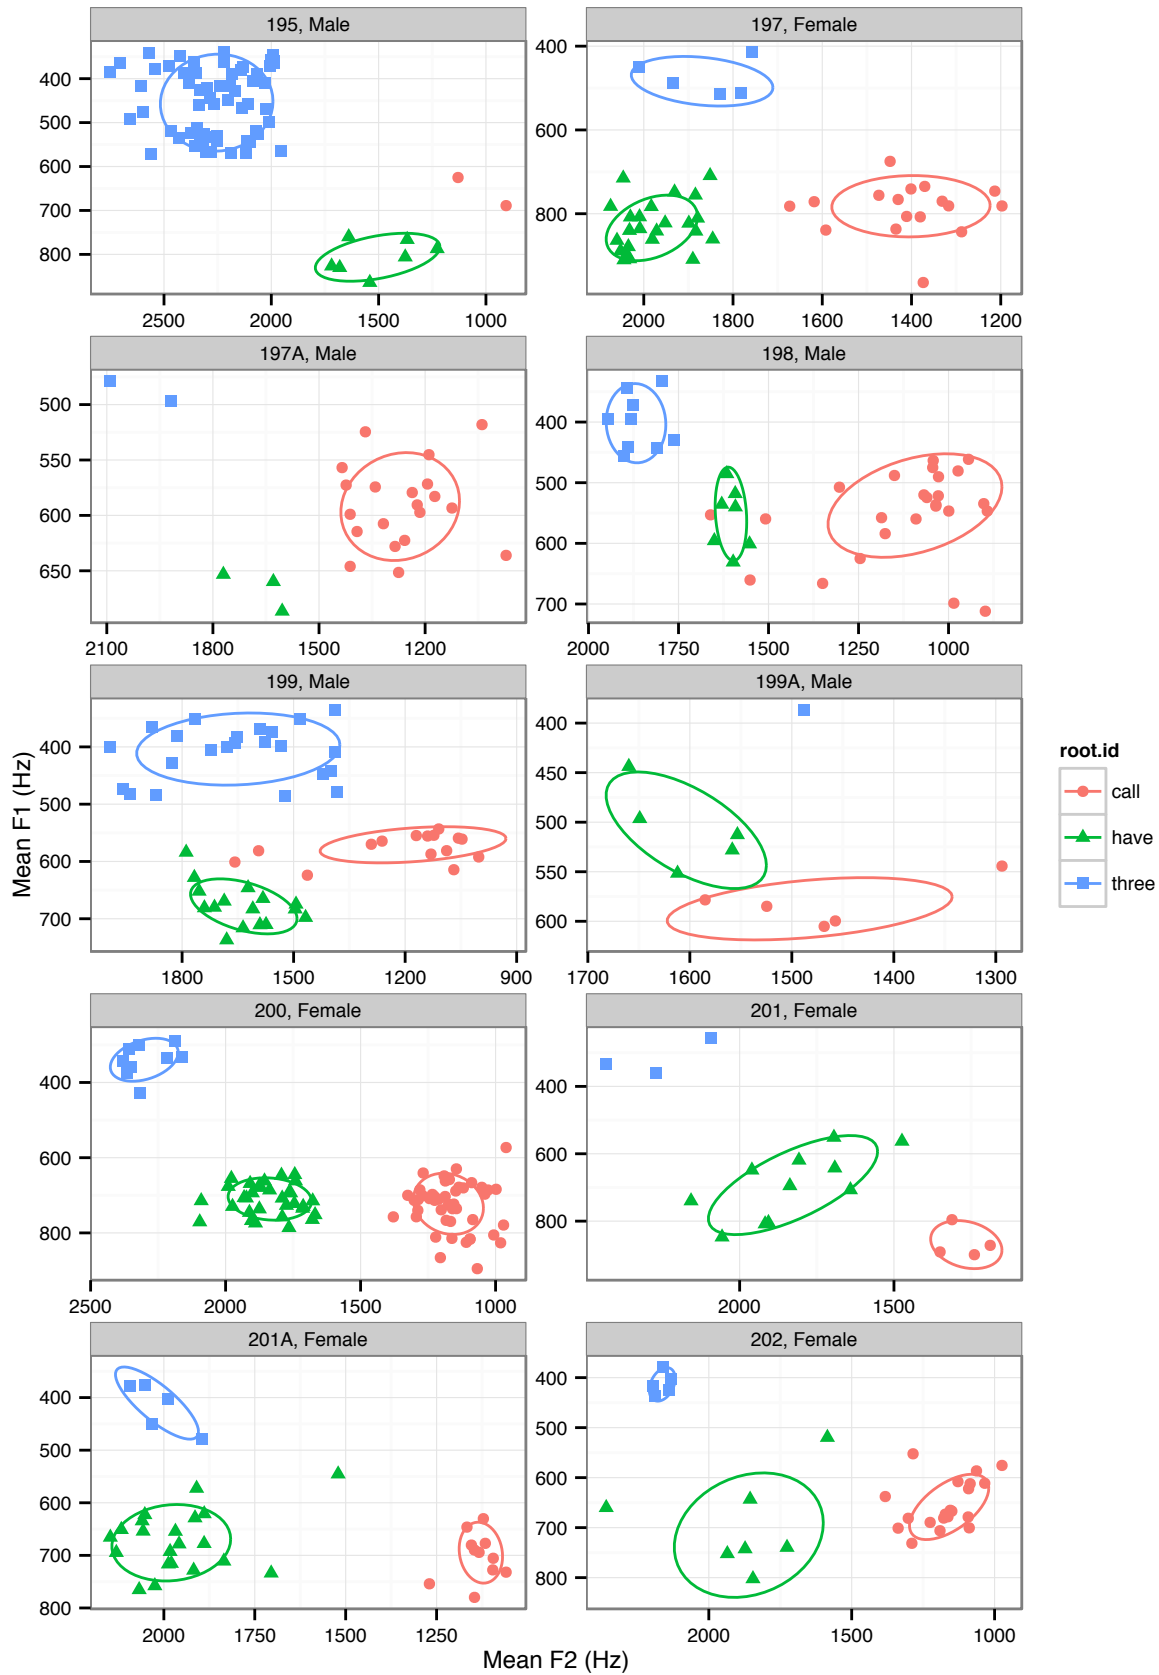 195, Male
197, Female
400
500
600
700
800
2500 2000 1500 1000
400
600
800
2000 1800 1600 1400 1200
197A, Male
198, Male
500
550
600
650
2100 1800 1500 1200
400
500
600
700
2000 1750 1500 1250 1000
199, Male
199A, Male
400
500
600
700
1800 1500 1200 900
400
450
500
550
600
1700 1600 1500 1400 1300
200, Female
201, Female
400
600
800
2500 2000 1500 1000
400
600
800
2000 1500
201A, Female
202, Female
400
500
600
700
800
2000 1750 1500 1250
400
500
600
700
800
2000 1500 1000
Mean F1 (Hz)
Mean F2 (Hz)
root.id
call
have
three